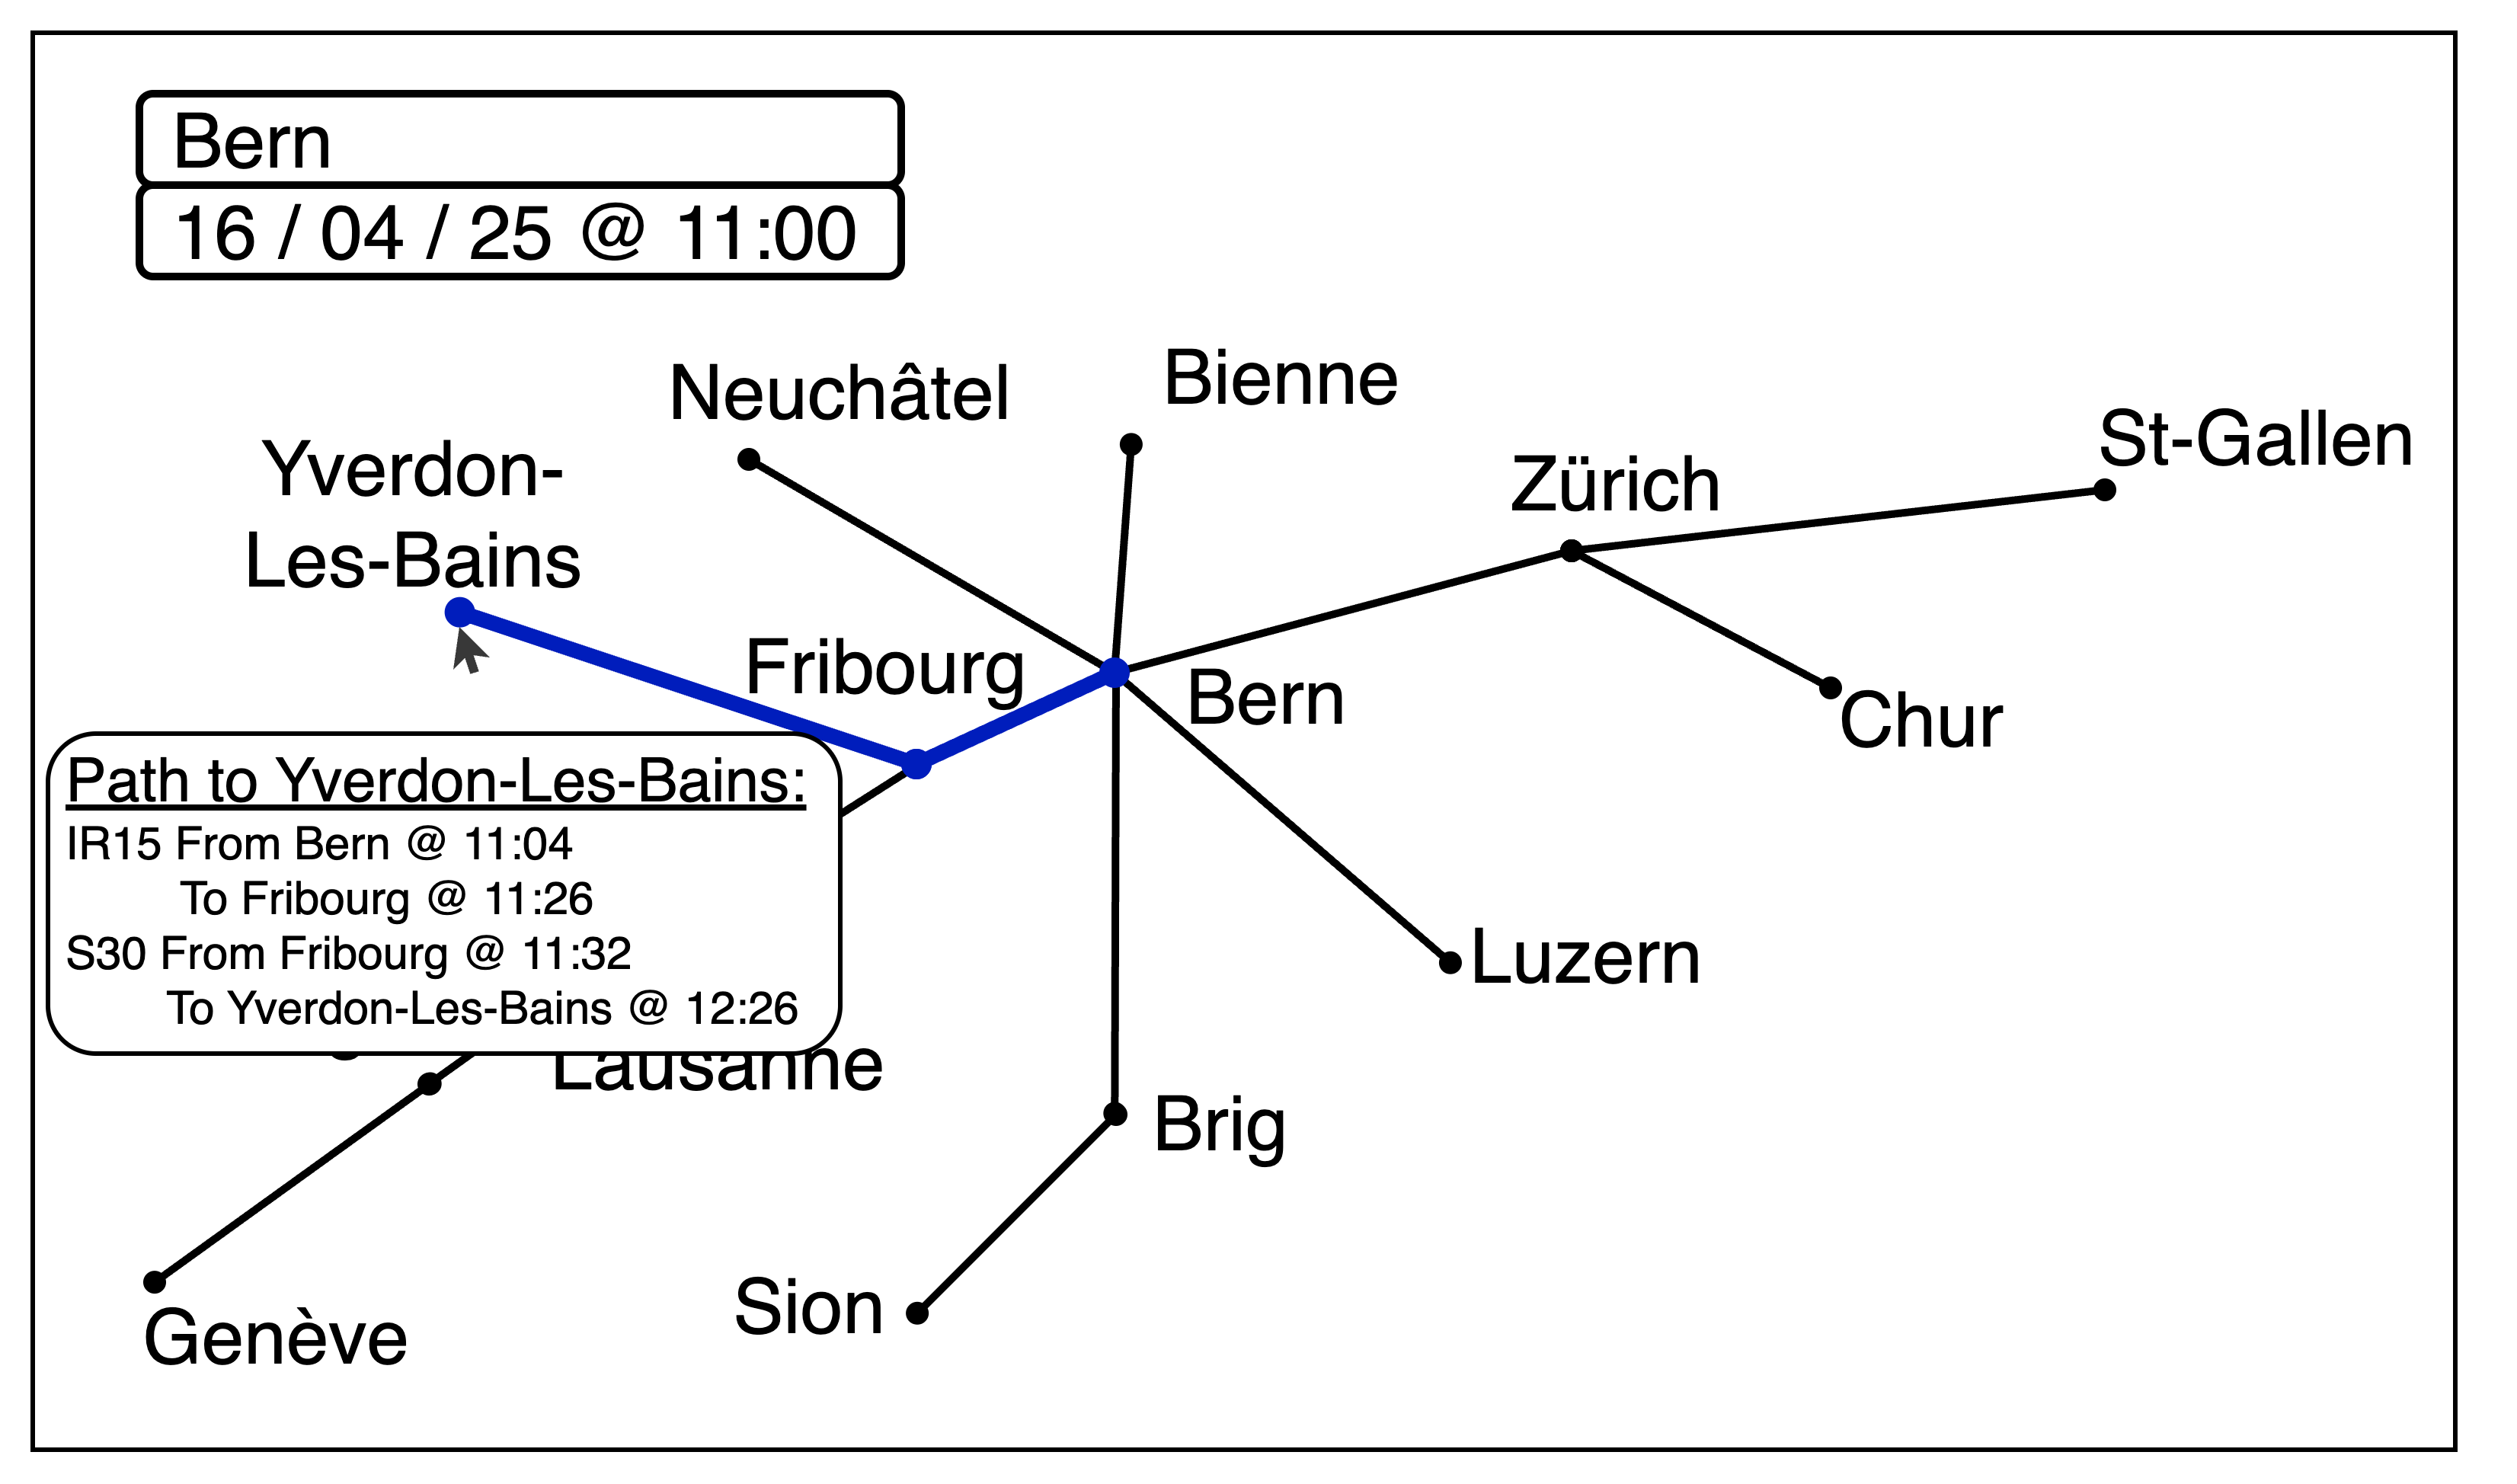 Bern
16 / 04 / 25 @ 11:00
Neuchâtel
Bienne
St-Gallen
Yverdon-
Les-Bains
Zürich
Fribourg
Bern
Chur
Path to Yverdon-Les-Bains:
IR15 From Bern @ 11:04
To Fribourg @ 11:26
S30 From Fribourg @ 11:32
To Yverdon-Les-Bains @ 12:26
Luzern
Lausanne
Brig
Sion
Genève